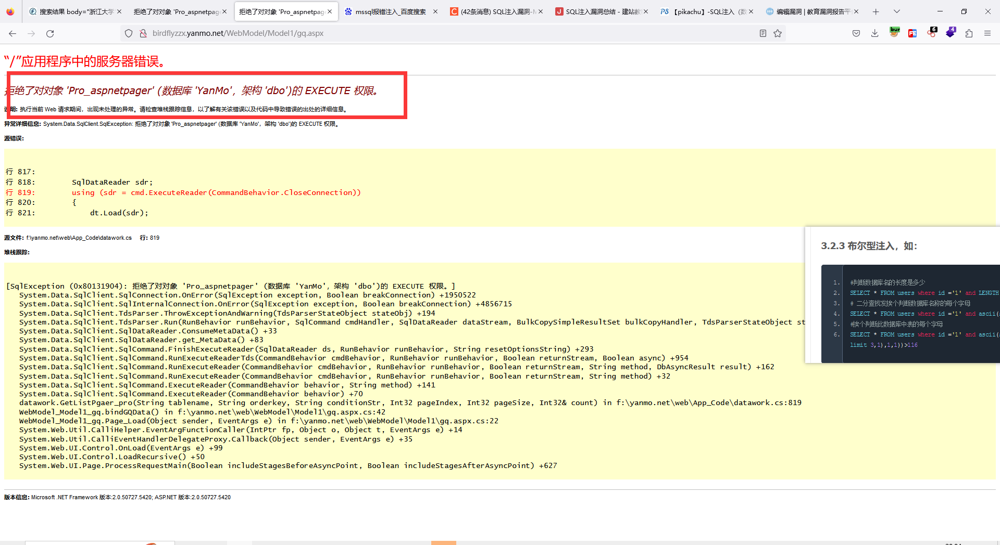 搜索结果 body="浙江大学
拒绝了对对象 'Pro_aspnetpage
拒绝了对对象 'Pro_aspnetpage
mssql报错注入_百度搜索
(42条消息) SQL注入漏洞-M
SQL注入漏洞总结 - 建站教
【pikachu】-SQL注入（数
编辑漏洞 | 教育漏洞报告平
birdflyzzx.yanmo.net/WebModel/Model1/gq.aspx
bur
6
4
“/”应用程序中的服务器错误。
拒绝了对对象 'Pro_aspnetpager' (数据库 'YanMo'，架构 'dbo')的 EXECUTE 权限。
说明: 执行当前 Web 请求期间，出现未处理的异常。请检查堆栈跟踪信息，以了解有关该错误以及代码中导致错误的出处的详细信息。
异常详细信息: System.Data.SqlClient.SqlException: 拒绝了对对象 'Pro_aspnetpager' (数据库 'YanMo'，架构 'dbo')的 EXECUTE 权限。
源错误:
行 817:
行 818:        SqlDataReader sdr;
行 819:        using (sdr = cmd.ExecuteReader(CommandBehavior.CloseConnection))
行 820:        {
行 821:            dt.Load(sdr);
源文件: f:\yanmo.net\web\App_Code\datawork.cs    行: 819
堆栈跟踪:
[SqlException (0x80131904): 拒绝了对对象 'Pro_aspnetpager' (数据库 'YanMo'，架构 'dbo')的 EXECUTE 权限。]
System.Data.SqlClient.SqlConnection.OnError(SqlException exception, Boolean breakConnection) +1950522
System.Data.SqlClient.SqlInternalConnection.OnError(SqlException exception, Boolean breakConnection) +4856715
System.Data.SqlClient.TdsParser.ThrowExceptionAndWarning(TdsParserStateObject stateObj) +194
System.Data.SqlClient.TdsParser.Run(RunBehavior runBehavior, SqlCommand cmdHandler, SqlDataReader dataStream, BulkCopySimpleResultSet bulkCopyHandler, TdsParserStateObject st
System.Data.SqlClient.SqlDataReader.ConsumeMetaData() +33
System.Data.SqlClient.SqlDataReader.get_MetaData() +83
System.Data.SqlClient.SqlCommand.FinishExecuteReader(SqlDataReader ds, RunBehavior runBehavior, String resetOptionsString) +293
System.Data.SqlClient.SqlCommand.RunExecuteReaderTds(CommandBehavior cmdBehavior, RunBehavior runBehavior, Boolean returnStream, Boolean async) +954
System.Data.SqlClient.SqlCommand.RunExecuteReader(CommandBehavior cmdBehavior, RunBehavior runBehavior, Boolean returnStream, String method, DbAsyncResult result) +162
System.Data.SqlClient.SqlCommand.RunExecuteReader(CommandBehavior cmdBehavior, RunBehavior runBehavior, Boolean returnStream, String method) +32
System.Data.SqlClient.SqlCommand.ExecuteReader(CommandBehavior behavior, String method) +141
System.Data.SqlClient.SqlCommand.ExecuteReader(CommandBehavior behavior) +70
datawork.GetListPgaer_pro(String tablename, String orderkey, String conditionStr, Int32 pageIndex, Int32 pageSize, Int32& count) in f:\yanmo.net\web\App_Code\datawork.cs:819
WebModel_Model1_gq.bindGQData() in f:\yanmo.net\web\WebModel\Model1\gq.aspx.cs:42
WebModel_Model1_gq.Page_Load(Object sender, EventArgs e) in f:\yanmo.net\web\WebModel\Model1\gq.aspx.cs:22
System.Web.Util.CalliHelper.EventArgFunctionCaller(IntPtr fp, Object o, Object t, EventArgs e) +14
System.Web.Util.CalliEventHandlerDelegateProxy.Callback(Object sender, EventArgs e) +35
System.Web.UI.Control.OnLoad(EventArgs e) +99
System.Web.UI.Control.LoadRecursive() +50
System.Web.UI.Page.ProcessRequestMain(Boolean includeStagesBeforeAsyncPoint, Boolean includeStagesAfterAsyncPoint) +627
版本信息: Microsoft .NET Framework 版本:2.0.50727.5420; ASP.NET 版本:2.0.50727.5420
3.2.3 布尔型注入，如：
1. #判断数据库名的长度是多少
2. SELECT * FROM users where id ='1' and LENGTH
3. # 二分查找发挨个判断数据库名称的每个字母
4. SELECT * FROM users where id ='1' and ascii(s
5. #挨个判断此数据库中表的每个字母
6. SELECT * FROM users where id ='1' and ascii(s
limit 3,1),1,1))>116